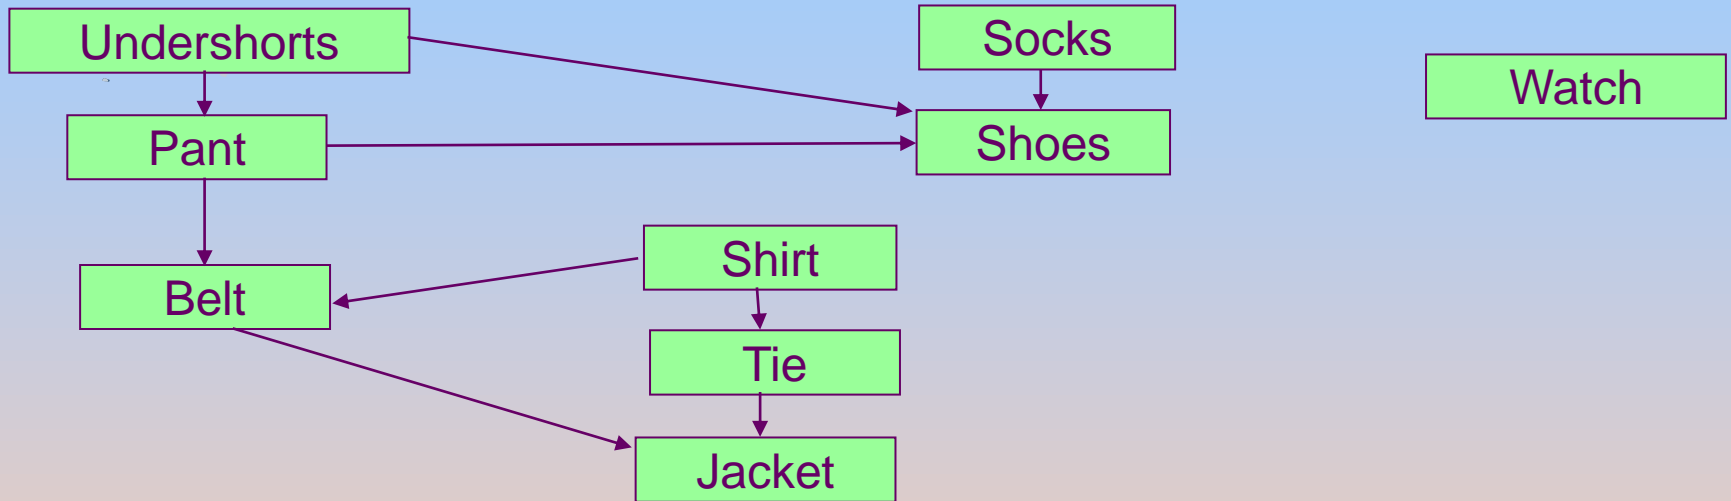 Undershorts
Socks
Watch
Pant
Shoes
Shirt
Belt
Tie
Jacket